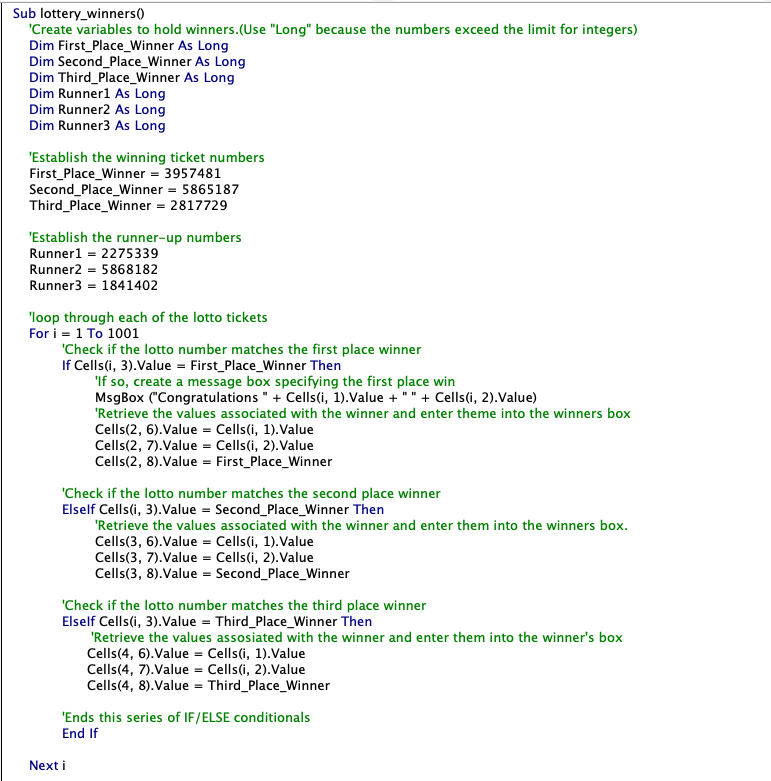 Sub lottery_winners()
'Create variables to hold winners.(Use "Long" because the numbers exceed the limit for integers)
Dim First_Place_Winner As Long
Dim Second_Place_Winner As Long
Dim Third_Place_Winner As Long
Dim Runner1 As Long
Dim Runner2 As Long
Dim Runner3 As Long
'Establish the winning ticket numbers
First_Place_Winner = 3957481
Second_Place_Winner = 5865187
Third_Place_Winner = 2817729
'Establish the runner-up numbers
Runner1 = 2275339
Runner2 = 5868182
Runner3 = 1841402
'loop through each of the lotto tickets
For i = 1 To 1001
'Check if the lotto number matches the first place winner
If Cells(i, 3).Value = First_Place_Winner Then
'If so, create a message box specifying the first place win
MsgBox ("Congratulations " + Cells(i, 1).Value + " " + Cells(i, 2).Value)
'Retrieve the values associated with the winner and enter theme into the winners box
Cells(2, 6).Value = Cells(i, 1).Value
Cells(2, 7).Value = Cells(i, 2).Value
Cells(2, 8).Value = First_Place_Winner
'Check if the lotto number matches the second place winner
ElseIf Cells(i, 3).Value = Second_Place_Winner Then
'Retrieve the values associated with the winner and enter them into the winners box.
Cells(3, 6).Value = Cells(i, 1).Value
Cells(3, 7).Value = Cells(i, 2).Value
Cells(3, 8).Value = Second_Place_Winner
'Check if the lotto number matches the third place winner
ElseIf Cells(i, 3).Value = Third_Place_Winner Then
'Retrieve the values assosiated with the winner and enter them into the winner's box
Cells(4, 6).Value = Cells(i, 1).Value
Cells(4, 7).Value = Cells(i, 2).Value
Cells(4, 8).Value = Third_Place_Winner
'Ends this series of IF/ELSE conditionals
End If
Next i